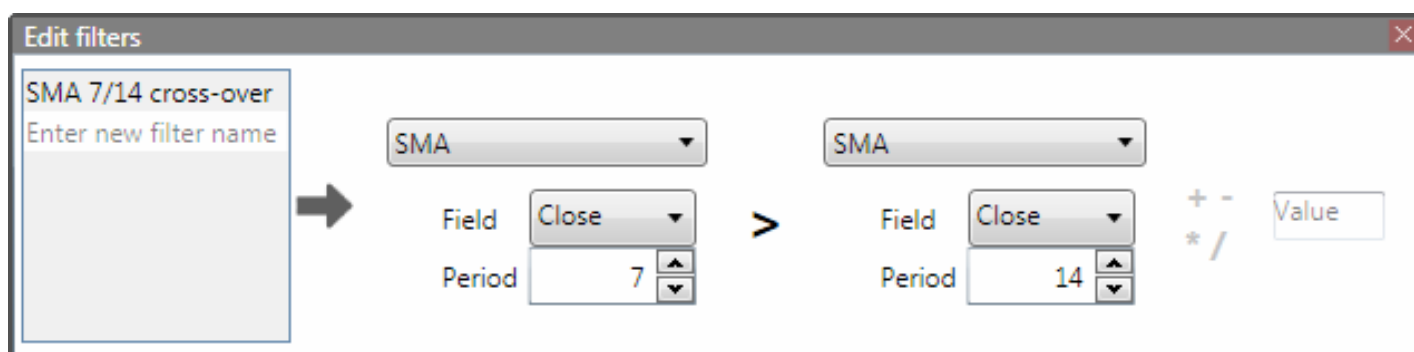 Edit filters
SMA 7/14 cross-over
Enter new filter name
SMA
SMA
Field Close
>
Field Close
+ -
* /
Value
Period 7
Period 14